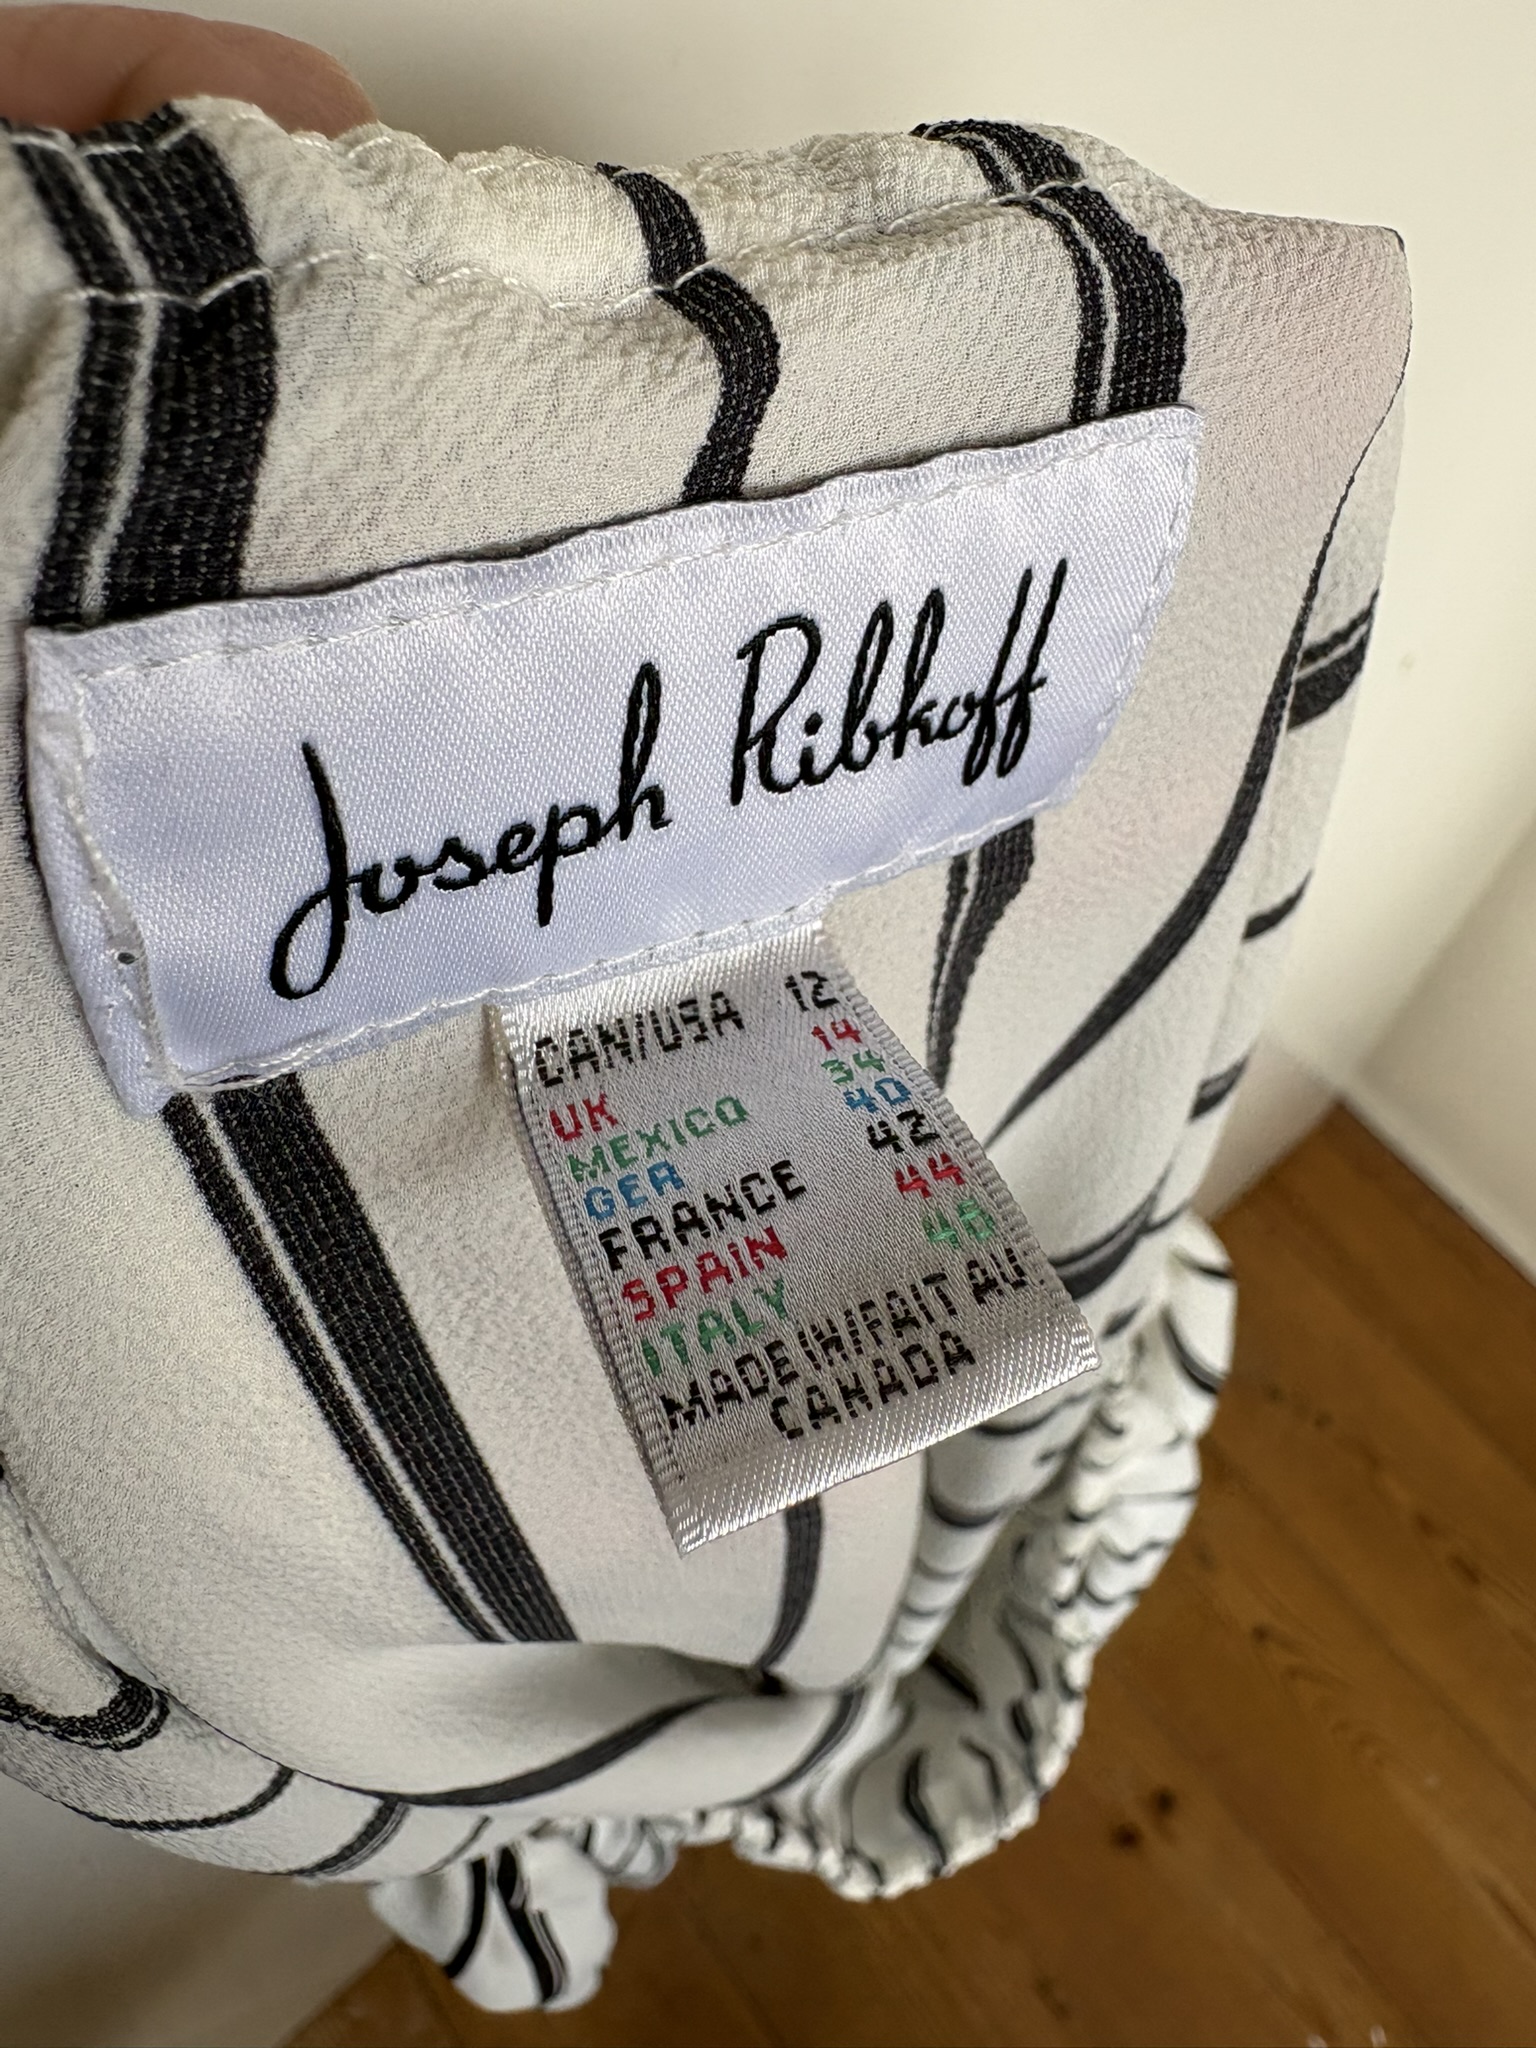 Joseph Ribkoff
CAN/USA 12
UK 14
MEXICO 34
GER 40
FRANCE 42
SPAIN 44
ITALY 46
MADE IN/FAIT AU
CANADA